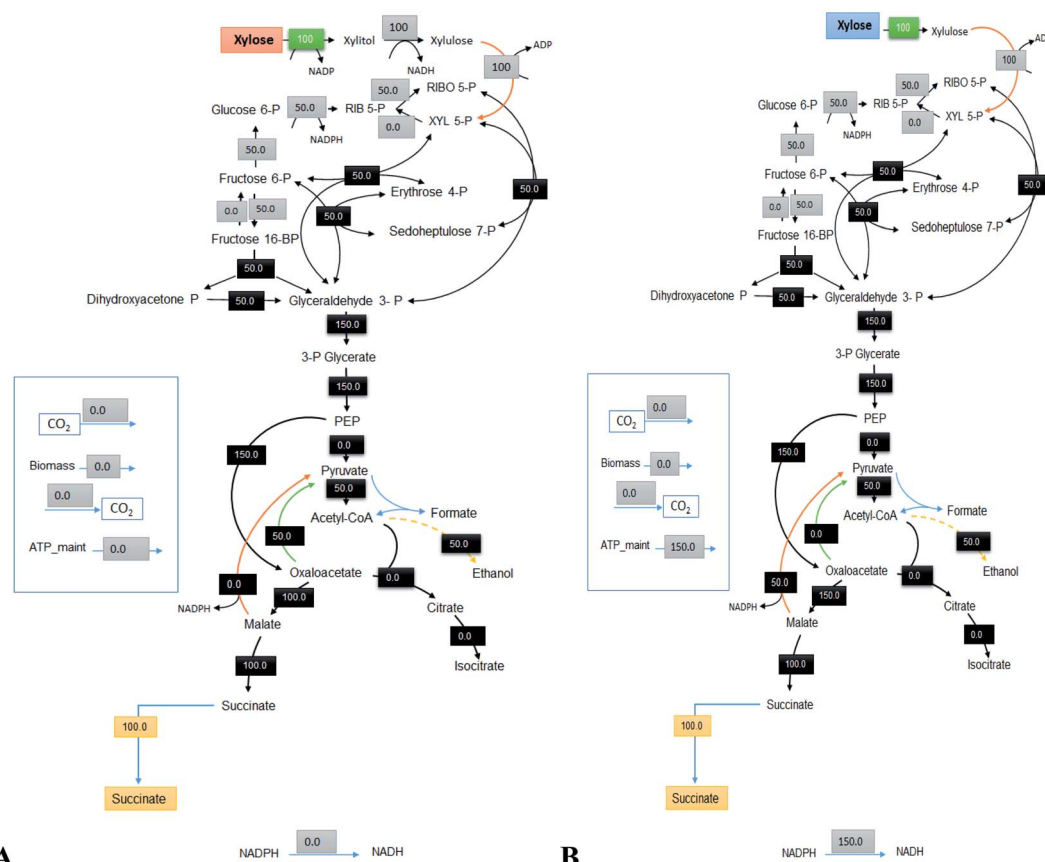 Xylose 100 Xylitol 100 Xylulose
NADP NADH 100 ADP
Glucose 6-P 50.0 RIB 5-P 50.0 RIBO 5-P
NADPH 0.0 XYL 5-P
50.0
Fructose 6-P 50.0 Erythrose 4-P 50.0
0.0 50.0 50.0
Fructose 16-BP Sedoheptulose 7-P
50.0
Dihydroxyacetone P 50.0 Glyceraldehyde 3- P
150.0
3-P Glycerate
150.0
PEP
CO2 0.0
150.0 0.0
Biomass 0.0 Pyruvate
50.0
0.0 CO2 Acetyl-CoA Formate
50.0 50.0
ATP_maint 0.0
Oxaloacetate 0.0 Ethanol
0.0 100.0
NADPH Malate Citrate
0.0
100.0 Isocitrate
Succinate
100.0
Succinate
A NADPH 0.0 NADH
Xylose 100 Xylulose
100 AD
Glucose 6-P 50.0 RIB 5-P 50.0 RIBO 5-P
NADPH 0.0 XYL 5-P
50.0
Fructose 6-P 50.0 Erythrose 4-P 50.0
0.0 50.0 50.0
Fructose 16-BP Sedoheptulose 7-P
50.0
Dihydroxyacetone P 50.0 Glyceraldehyde 3- P
150.0
3-P Glycerate
150.0
PEP
CO2 0.0
150.0 0.0
Biomass 0.0 Pyruvate
50.0
0.0 CO2 Acetyl-CoA Formate
0.0 50.0
ATP_maint 150.0
Oxaloacetate 0.0 Ethanol
50.0 150.0
NADPH Malate Citrate
0.0
100.0 Isocitrate
Succinate
100.0
Succinate
B NADPH 150.0 NADH